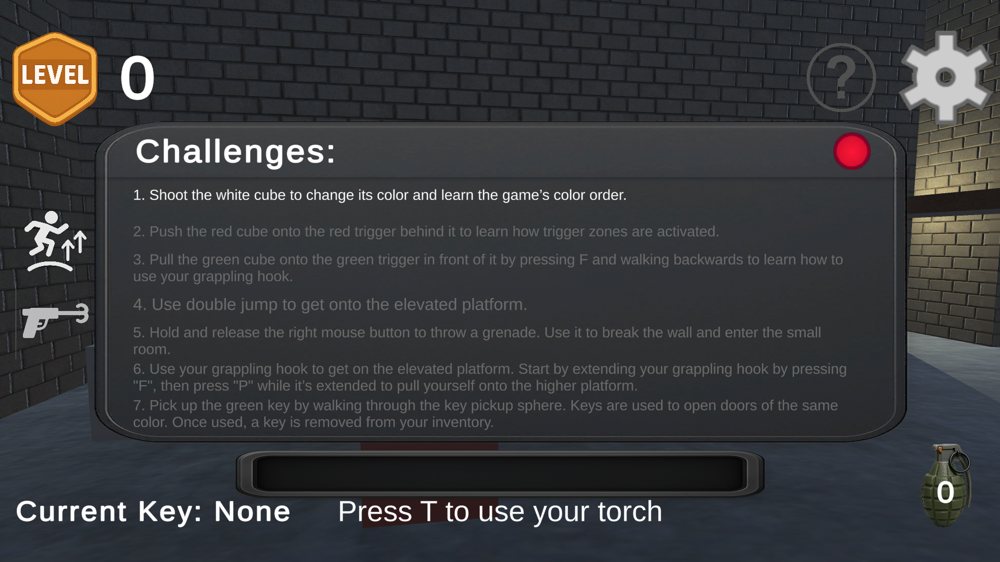 LEVEL 0
?
Challenges:
1. Shoot the white cube to change its color and learn the game’s color order.
2. Push the red cube onto the red trigger behind it to learn how trigger zones are activated.
3. Pull the green cube onto the green trigger in front of it by pressing F and walking backwards to learn how to
use your grappling hook.
4. Use double jump to get onto the elevated platform.
5. Hold and release the right mouse button to throw a grenade. Use it to break the wall and enter the small
room.
6. Use your grappling hook to get on the elevated platform. Start by extending your grappling hook by pressing
"F", then press "P" while it’s extended to pull yourself onto the higher platform.
7. Pick up the green key by walking through the key pickup sphere. Keys are used to open doors of the same
color. Once used, a key is removed from your inventory.
0
Current Key: None
Press T to use your torch